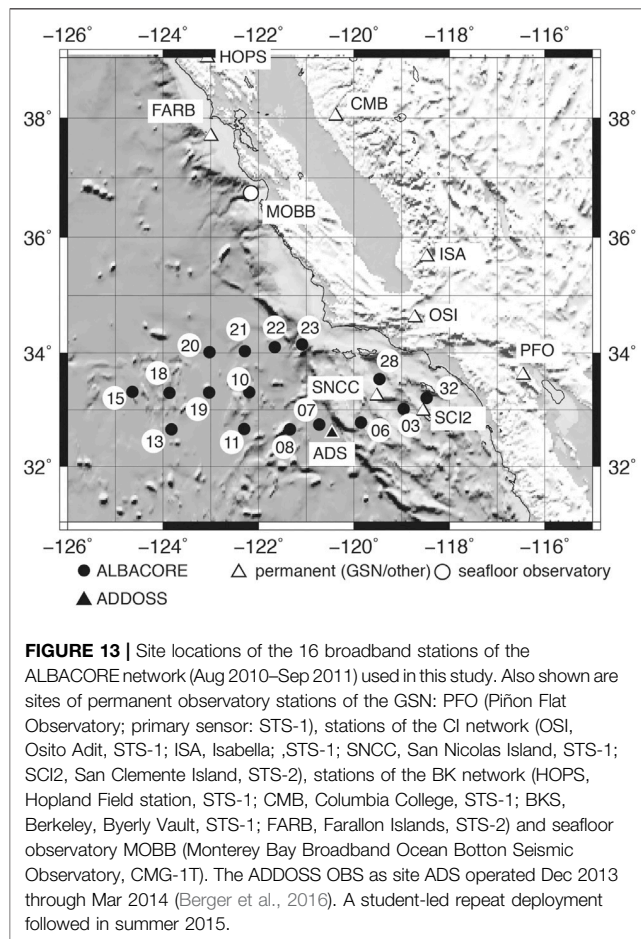 −126 −124 −122 −120 −118 −116
HOPS
FARB
CMB
38˚ 38˚
MOBB
36˚ 36˚
ISA
OSI
23
22
21
20
34˚ 34˚
PFO
28
SNCC
18
15
10
32
19
SCI2
07
03
06
13
11
08
ADS
32˚ 32˚
−126 −124 −122 −120 −118 −116
ALBACORE permanent (GSN/other) seafloor observatory
ADDOSS
FIGURE 13 | Site locations of the 16 broadband stations of the
ALBACORE network (Aug 2010–Sep 2011) used in this study. Also shown are
sites of permanent observatory stations of the GSN: PFO (Piñon Flat
Observatory; primary sensor: STS-1), stations of the CI network (OSI,
Osito Adit, STS-1; ISA, Isabella; ,STS-1; SNCC, San Nicolas Island, STS-1;
SCI2, San Clemente Island, STS-2), stations of the BK network (HOPS,
Hopland Field station, STS-1; CMB, Columbia College, STS-1; BKS,
Berkeley, Byerly Vault, STS-1; FARB, Farallon Islands, STS-2) and seafloor
observatory MOBB (Monterey Bay Broadband Ocean Botton Seismic
Observatory, CMG-1T). The ADDOSS OBS as site ADS operated Dec 2013
through Mar 2014 (Berger et al., 2016). A student-led repeat deployment
followed in summer 2015.